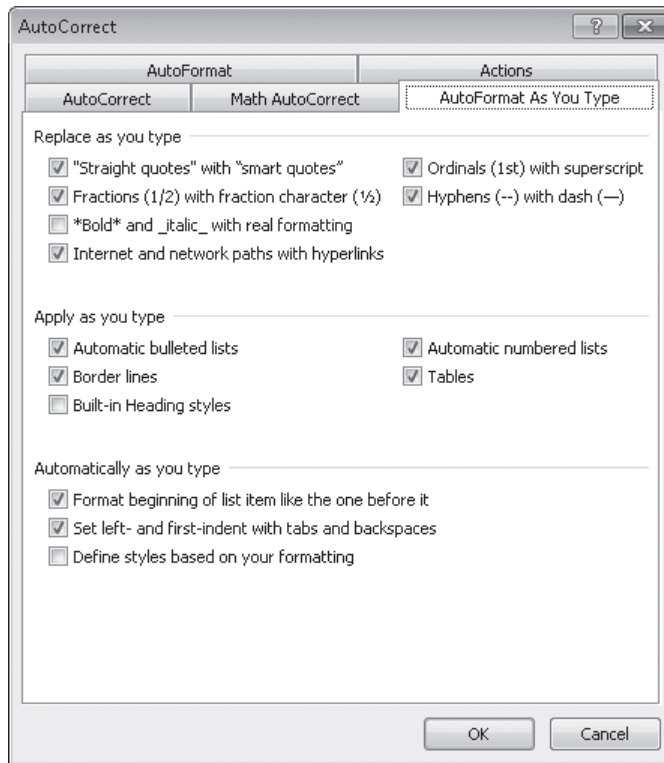 AutoCorrect
AutoFormat Actions
AutoCorrect Math AutoCorrect AutoFormat As You Type
Replace as you type
"Straight quotes" with “smart quotes” Ordinals (1st) with superscript
Fractions (1/2) with fraction character (½) Hyphens (--) with dash (—)
*Bold* and _italic_ with real formatting
Internet and network paths with hyperlinks
Apply as you type
Automatic bulleted lists Automatic numbered lists
Border lines Tables
Built-in Heading styles
Automatically as you type
Format beginning of list item like the one before it
Set left- and first-indent with tabs and backspaces
Define styles based on your formatting
OK Cancel